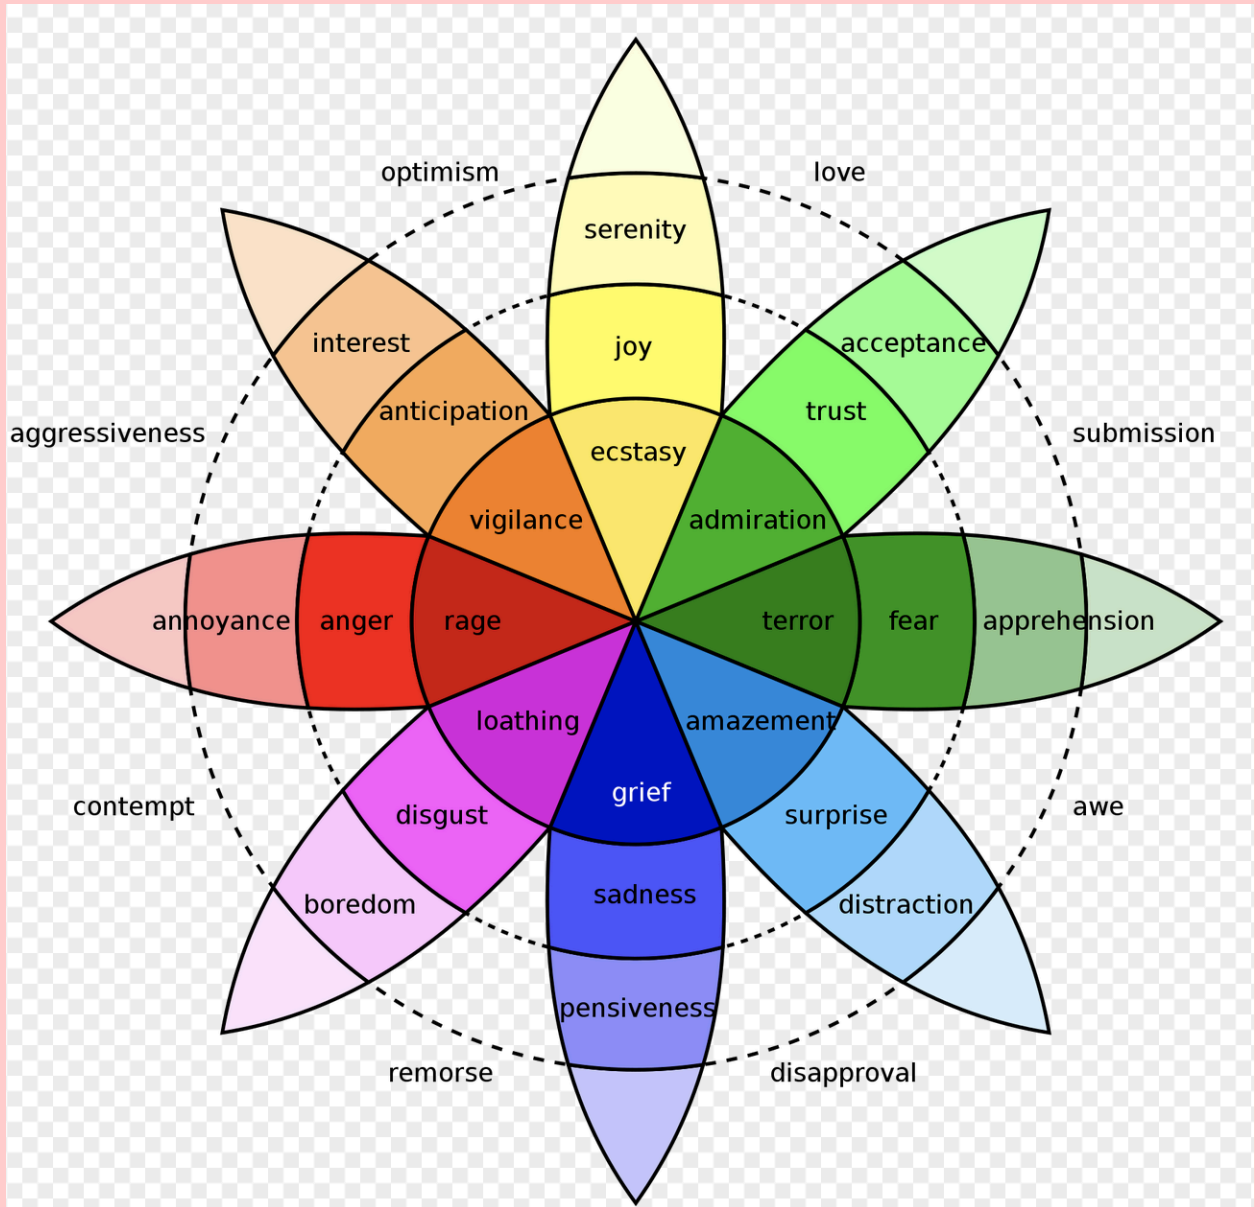 optimism
love
serenity
interest
joy
acceptance
anticipation
trust
aggressiveness
submission
ecstasy
vigilance
admiration
annoyance
anger
rage
terror
fear
apprehension
loathing
amazement
grief
contempt
awe
disgust
surprise
sadness
boredom
distraction
pensiveness
remorse
disapproval